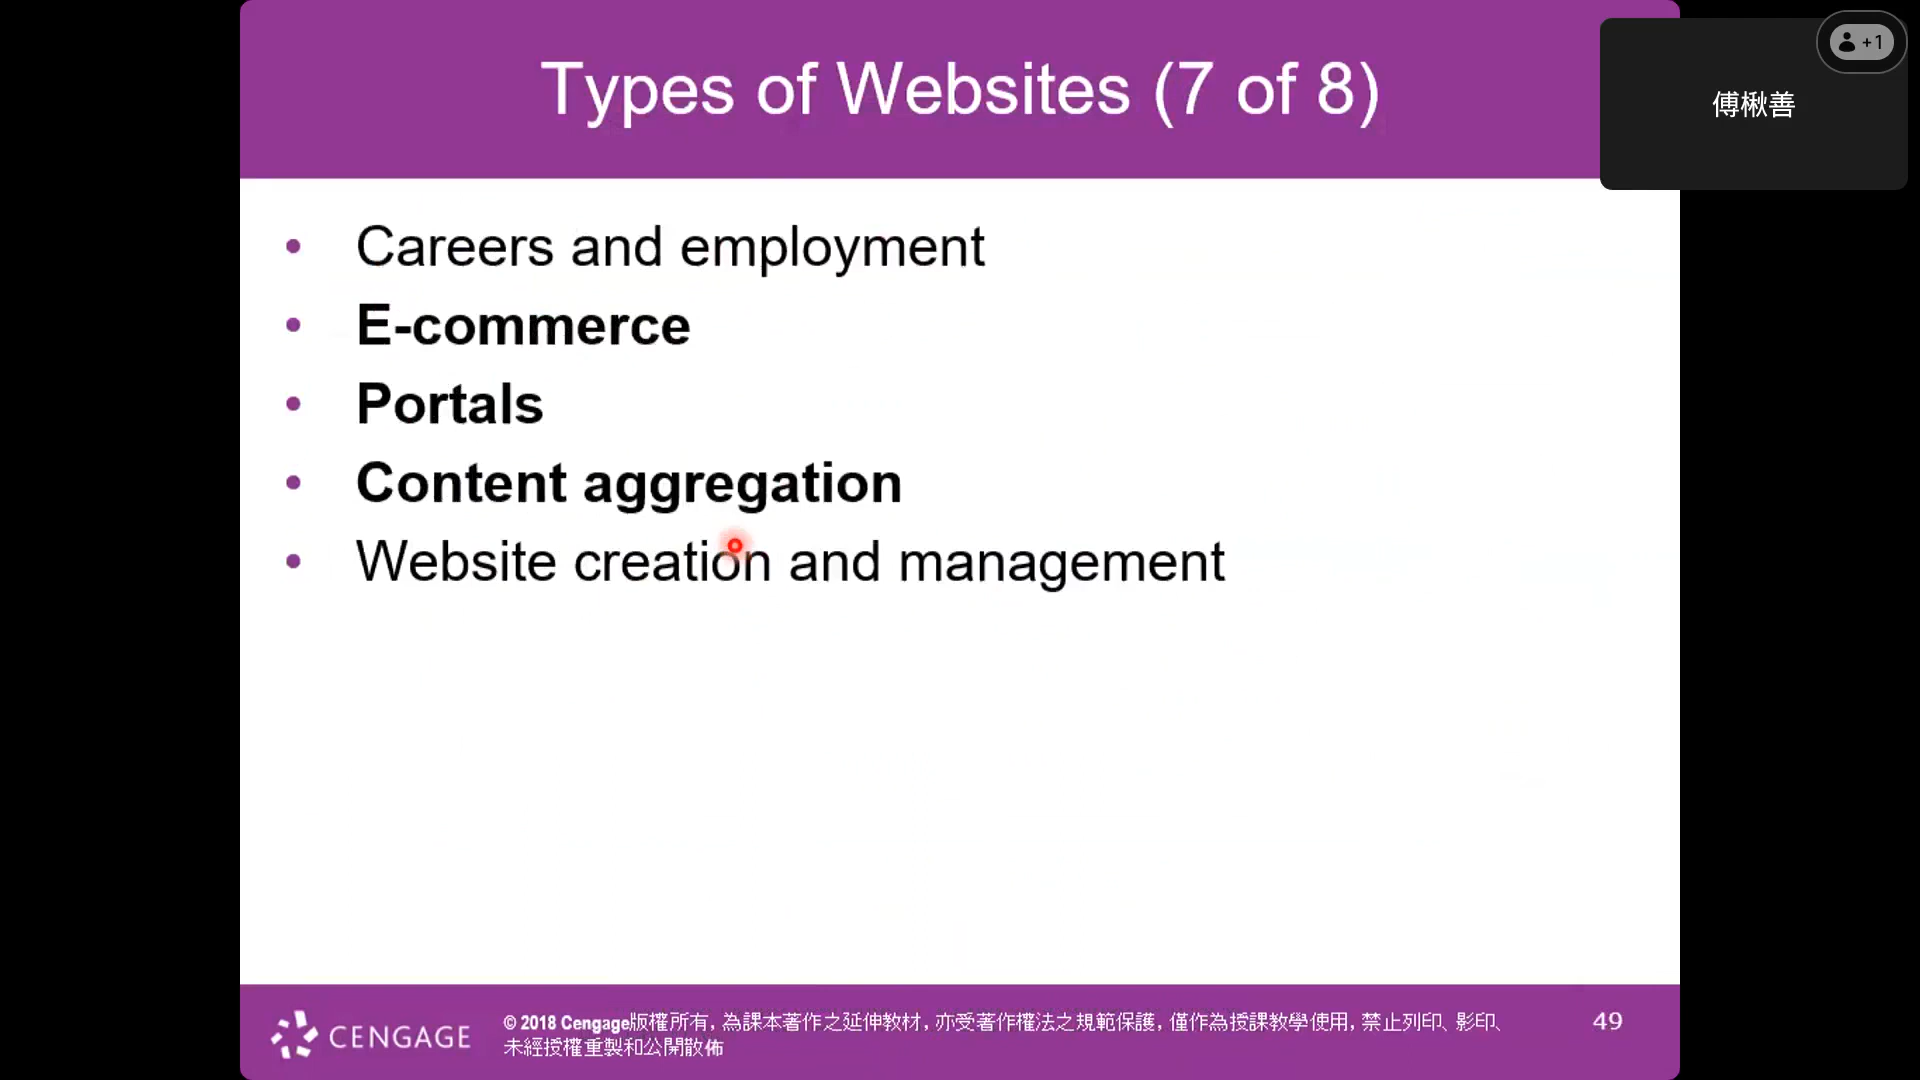 Types of Websites (7 of 8)
+1
傅楸善
• Careers and employment
• E-commerce
• Portals
• Content aggregation
• Website creation and management
CENGAGE
© 2018 Cengage版權所有, 為課本著作之延伸教材, 亦受著作權法之規範保護, 僅作為授課教學使用, 禁止列印、影印、
未經授權重製和公開散佈
49